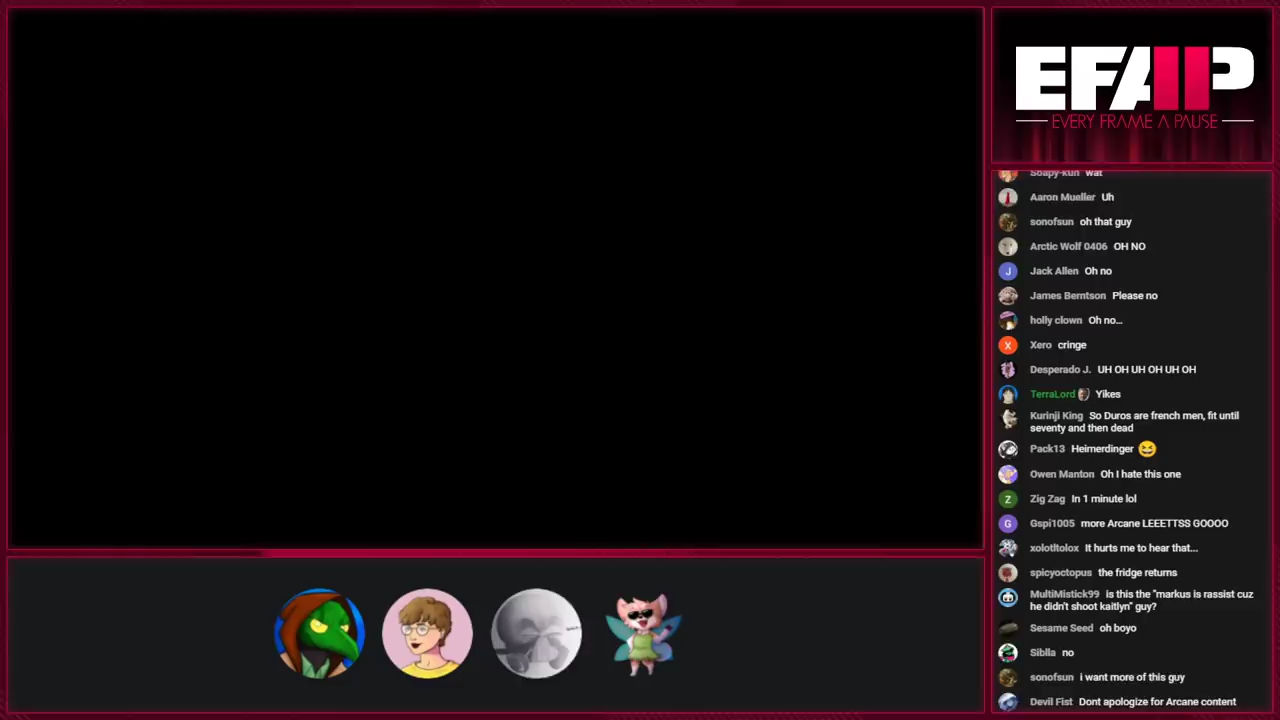 EFAP
EVERY FRAME A PAUSE
Soapy-kun wat
Aaron Mueller Uh
sonofsun oh that guy
Arctic Wolf 0406 OH NO
J
Jack Allen Oh no
James Berntson Please no
holly clown Oh no...
X
Xero cringe
Desperado J. UH OH UH OH UH OH
TerraLord Yikes
Kurinji King So Duros are french men, fit until
seventy and then dead
Pack13 Heimerdinger 😆
Owen Manton Oh I hate this one
Z
Zig Zag In 1 minute lol
G
Gspi1005 more Arcane LEEETTSS GOOOO
xolotltolox It hurts me to hear that...
spicyoctopus the fridge returns
MultiMistick99 is this the "markus is rassist cuz
he didn't shoot kaitlyn" guy?
Sesame Seed oh boyo
Siblla no
sonofsun i want more of this guy
Devil Fist Dont apologize for Arcane content